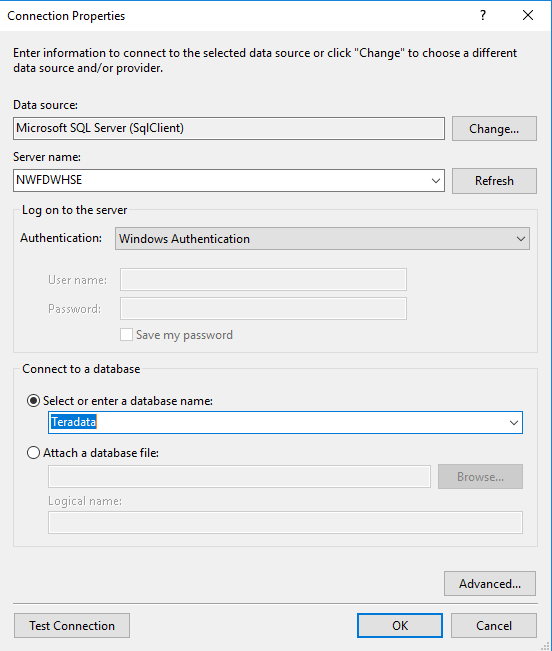 Connection Properties
?
Enter information to connect to the selected data source or click "Change" to choose a different
data source and/or provider.
Data source:
Microsoft SQL Server (SqlClient)
Change...
Server name:
NWFDWHSE
Refresh
Log on to the server
Authentication:
Windows Authentication
User name:
Password:
Save my password
Connect to a database
Select or enter a database name:
Teradata
Attach a database file:
Browse...
Logical name:
Advanced...
Test Connection
OK
Cancel